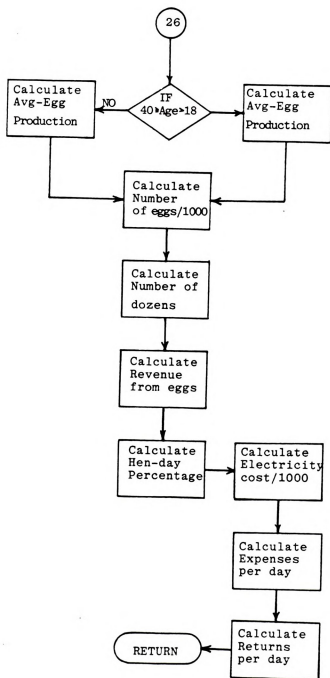 26
IF
40>Age>18
NO
Calculate
Avg-Egg
Production
Calculate
Avg-Egg
Production
Calculate
Number
of eggs/1000
Calculate
Number of
dozens
Calculate
Revenue
from eggs
Calculate
Hen-day
Percentage
Calculate
Electricity
cost/1000
Calculate
Expenses
per day
Calculate
Returns
per day
RETURN